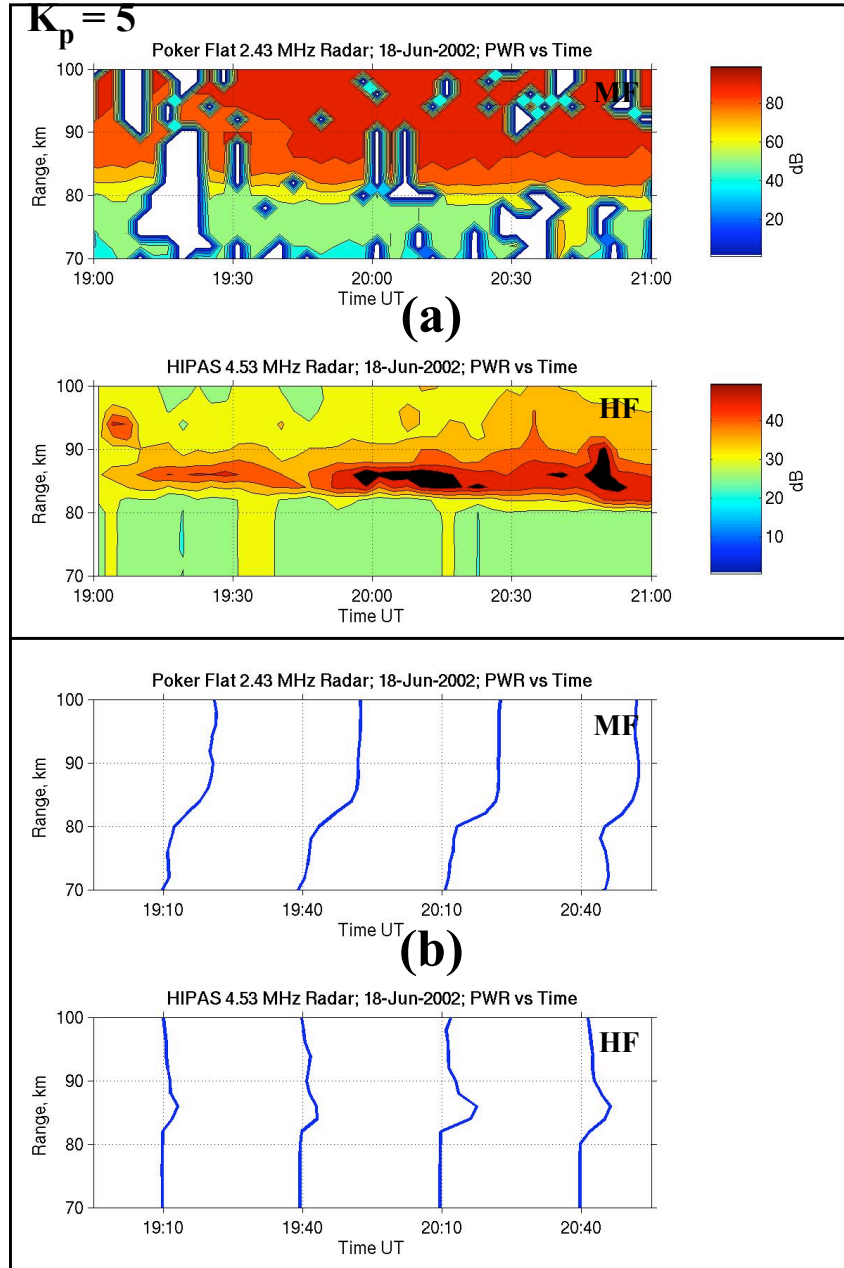 Kp = 5
Poker Flat 2.43 MHz Radar; 18-Jun-2002; PWR vs Time
MF
100
90
80
70
Range, km
19:00 19:30 20:00 20:30 21:00
Time UT
80
60
40
20
dB
(a)
HIPAS 4.53 MHz Radar; 18-Jun-2002; PWR vs Time
HF
100
90
80
70
Range, km
19:00 19:30 20:00 20:30 21:00
Time UT
40
30
20
10
dB
Poker Flat 2.43 MHz Radar; 18-Jun-2002; PWR vs Time
MF
100
90
80
70
Range, km
19:10 19:40 20:10 20:40
Time UT
(b)
HIPAS 4.53 MHz Radar; 18-Jun-2002; PWR vs Time
HF
100
90
80
70
Range, km
19:10 19:40 20:10 20:40
Time UT